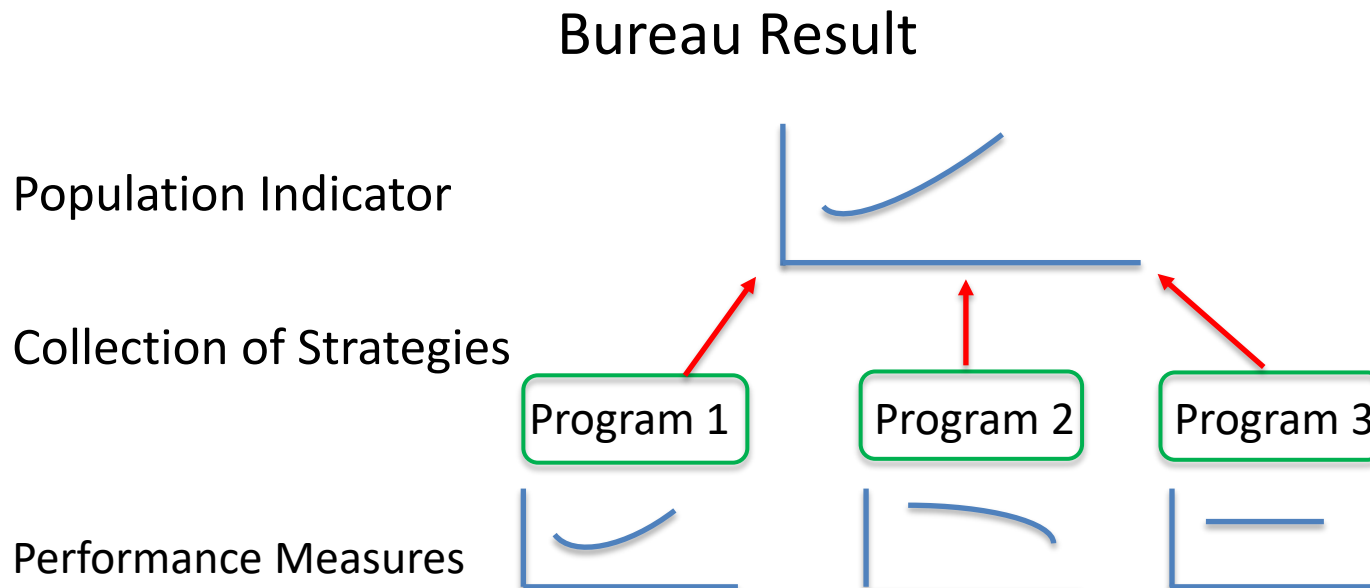 Bureau Result
Population Indicator
Collection of Strategies
Program 1
Program 2
Program 3
Performance Measures